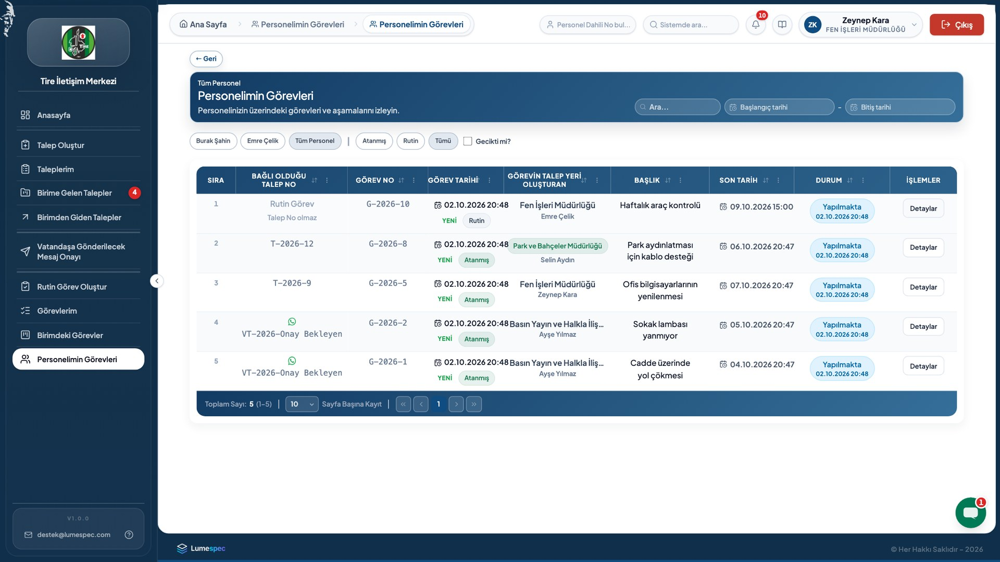 TİRE
Tire İletişim Merkezi
Anasayfa
Talep Oluştur
Taleplerim
Birime Gelen Talepler 4
Birimden Giden Talepler
Vatandaşa Gönderilecek
Mesaj Onayı
Rutin Görev Oluştur
Görevlerim
Birimdeki Görevler
Personelimin Görevleri
V1.0.0
destek@lumespec.com
Ana Sayfa
Personelimin Görevleri
Personelimin Görevleri
Personel Dahili No bul...
Sistemde ara...
10
ZK
Zeynep Kara
FEN İŞLERİ MÜDÜRLÜĞÜ
Çıkış
← Geri
Tüm Personel
Personelimin Görevleri
Personelinizin üzerindeki görevleri ve aşamalarını izleyin.
Ara...
Başlangıç tarihi
-
Bitiş tarihi
Burak Şahin
Emre Çelik
Tüm Personel
|
Atanmış
Rutin
Tümü
Gecikti mi?
SIRA
BAĞLI OLDUĞU
TALEP NO
GÖREV NO
GÖREV TARİHİ
GÖREVİN TALEP YERİ
OLUŞTURAN
BAŞLIK
SON TARİH
DURUM
İŞLEMLER
1
Rutin Görev
Talep No olmaz
G-2026-10
02.10.2026 20:48
YENİ Rutin
Fen İşleri Müdürlüğü
Emre Çelik
Haftalık araç kontrolü
09.10.2026 15:00
Yapılmakta
02.10.2026 20:48
Detaylar
2
T-2026-12
G-2026-8
02.10.2026 20:48
YENİ Atanmış
Park ve Bahçeler Müdürlüğü
Selin Aydın
Park aydınlatması
için kablo desteği
06.10.2026 20:47
Yapılmakta
02.10.2026 20:48
Detaylar
3
T-2026-9
G-2026-5
02.10.2026 20:48
YENİ Atanmış
Fen İşleri Müdürlüğü
Zeynep Kara
Ofis bilgisayarlarının
yenilenmesi
07.10.2026 20:47
Yapılmakta
02.10.2026 20:48
Detaylar
4
VT-2026-Onay Bekleyen
G-2026-2
02.10.2026 20:48
YENİ Atanmış
Basın Yayın ve Halkla İliş...
Ayşe Yılmaz
Sokak lambası
yanmıyor
05.10.2026 20:47
Yapılmakta
02.10.2026 20:48
Detaylar
5
VT-2026-Onay Bekleyen
G-2026-1
02.10.2026 20:48
YENİ Atanmış
Basın Yayın ve Halkla İliş...
Ayşe Yılmaz
Cadde üzerinde
yol çökmesi
04.10.2026 20:47
Yapılmakta
02.10.2026 20:48
Detaylar
Toplam Sayı: 5 (1-5) | 10 Sayfa Başına Kayıt | « ‹ 1 › »
1
Lumespec
© Her Hakkı Saklıdır - 2026